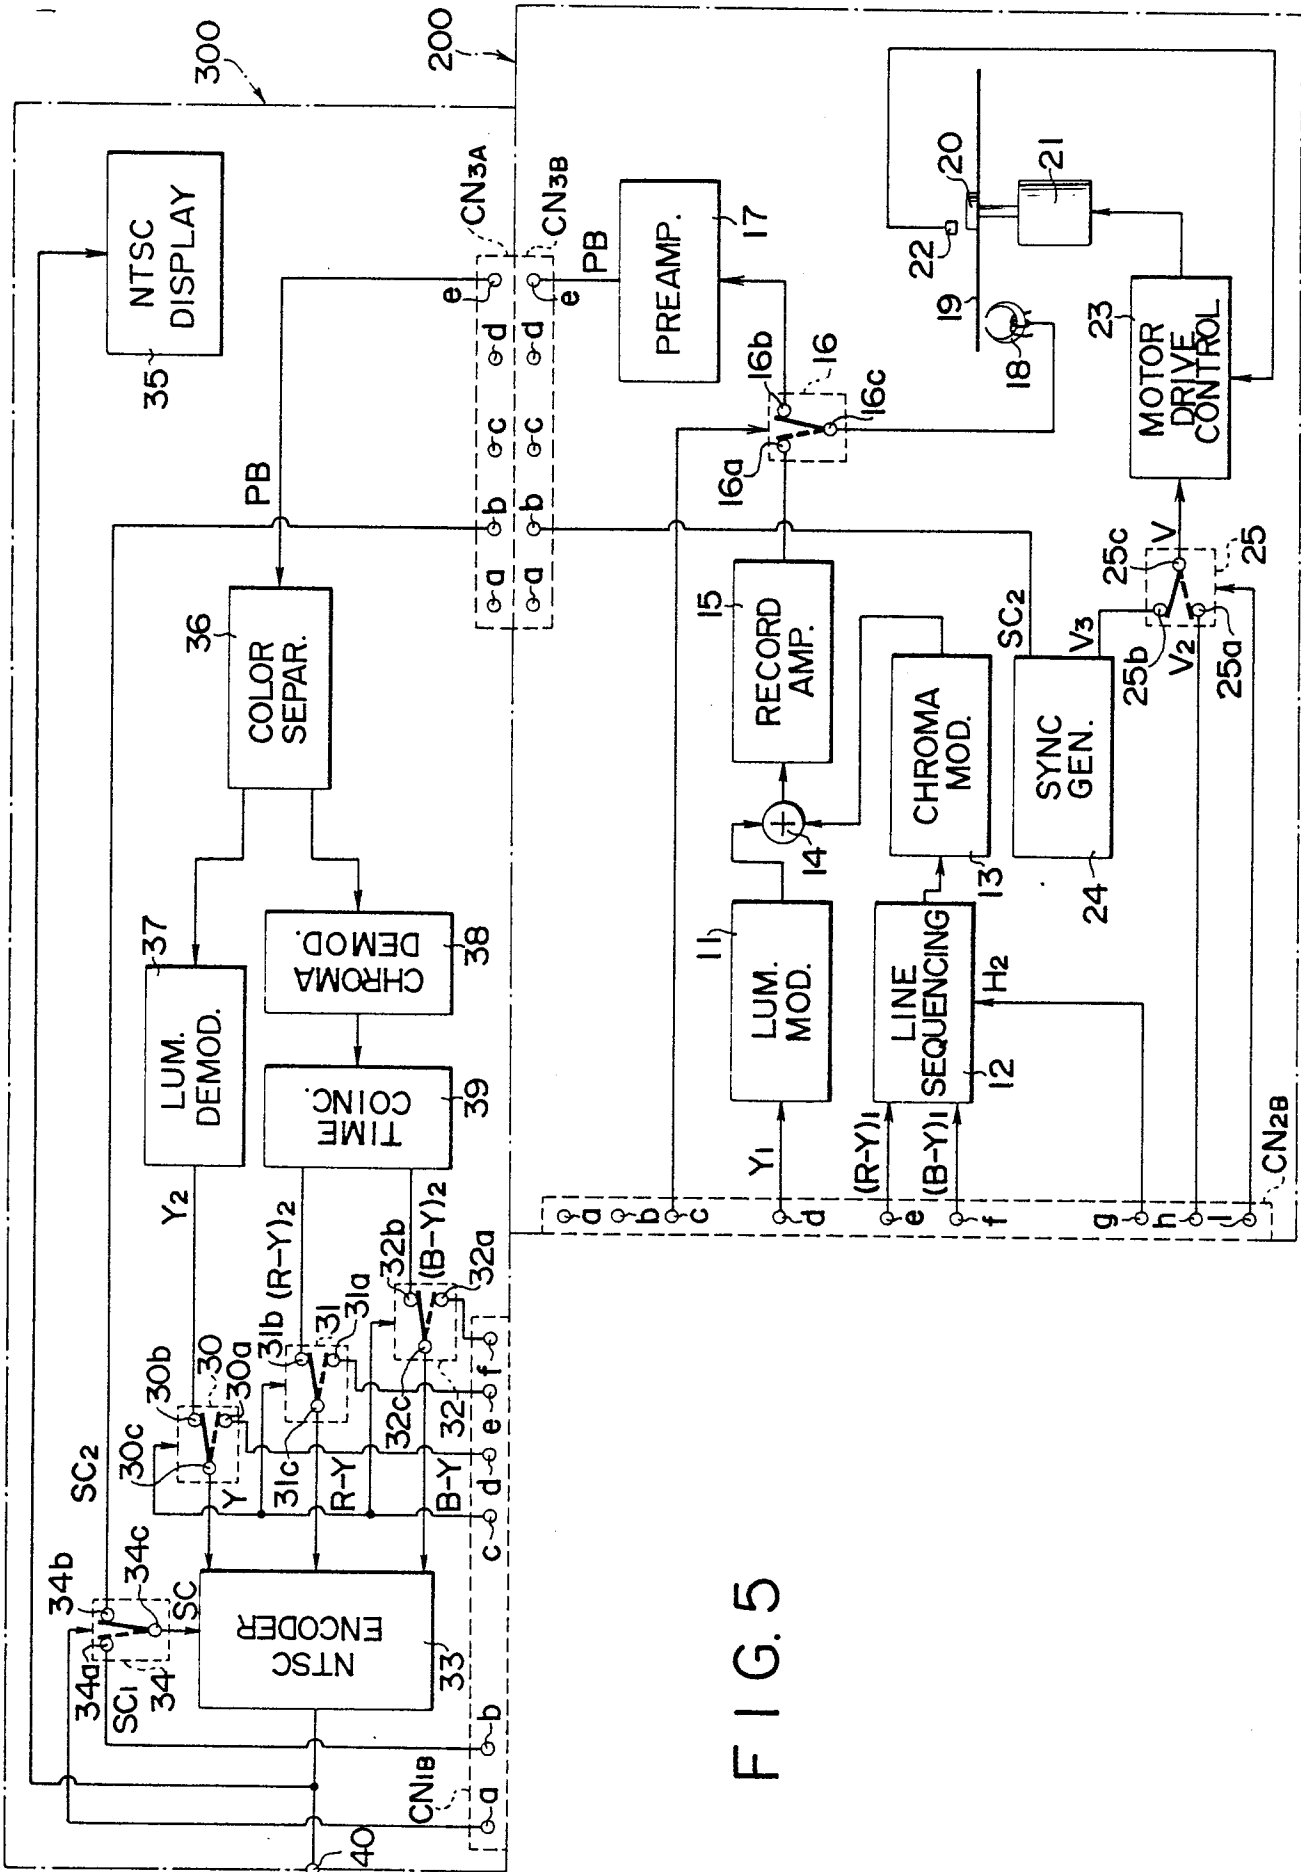 300
200
NTSC
DISPLAY
35
CN3A
CN3B
PB
e
d
c
b
a
e
d
c
b
a
PB
PREAMP.
17
16b
16
16c
16a
18
19
20
21
22
MOTOR
DRIVE
CONTROL
23
V
25c
25
25b
V2
25a
V3
SC2
SYNC
GEN.
24
RECORD
AMP.
15
CHROMA
MOD.
13
14
LUM.
MOD.
11
LINE
SEQUENCING
12
H2
Y1
(R-Y)1
(B-Y)1
a
b
c
d
e
f
g
h
i
CN2B
COLOR
SEPAR.
36
LUM.
DEMOD.
37
CHROMA
DEMOD.
38
TIME
COINC.
39
Y2
(R-Y)2
(B-Y)2
30b
30
30a
30c
31b
31
31a
31c
32b
32a
32c
32
Y
R-Y
B-Y
SC2
34b
34c
34a
34
SC1
SC
NTSC
ENCODER
33
CN1B
a
b
c
d
e
f
40
FIG. 5